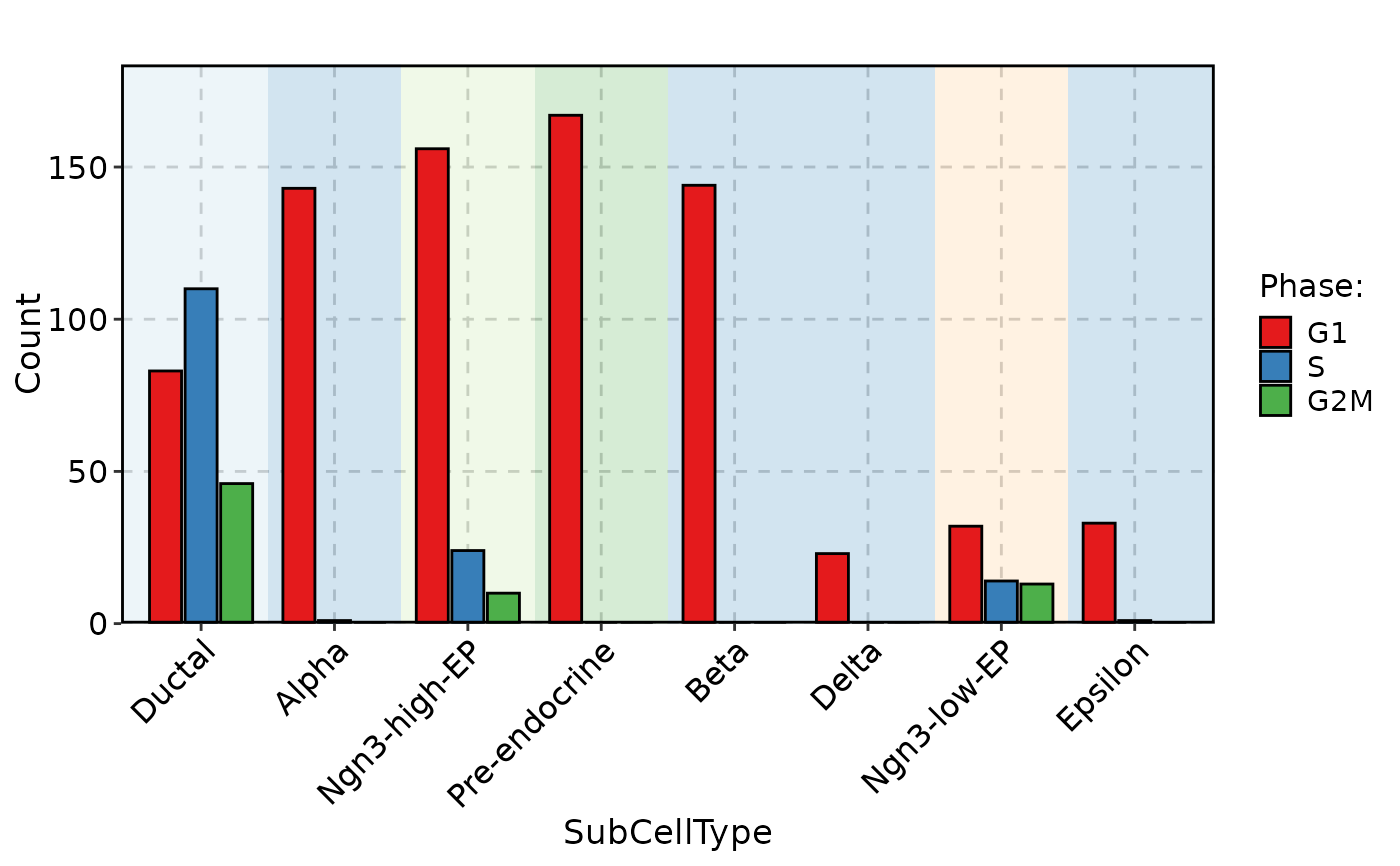 Count
150
100
50
0
Ductal
Alpha
Ngn3-high-EP
Pre-endocrine
Beta
Delta
Ngn3-low-EP
Epsilon
SubCellType
Phase:
G1
S
G2M